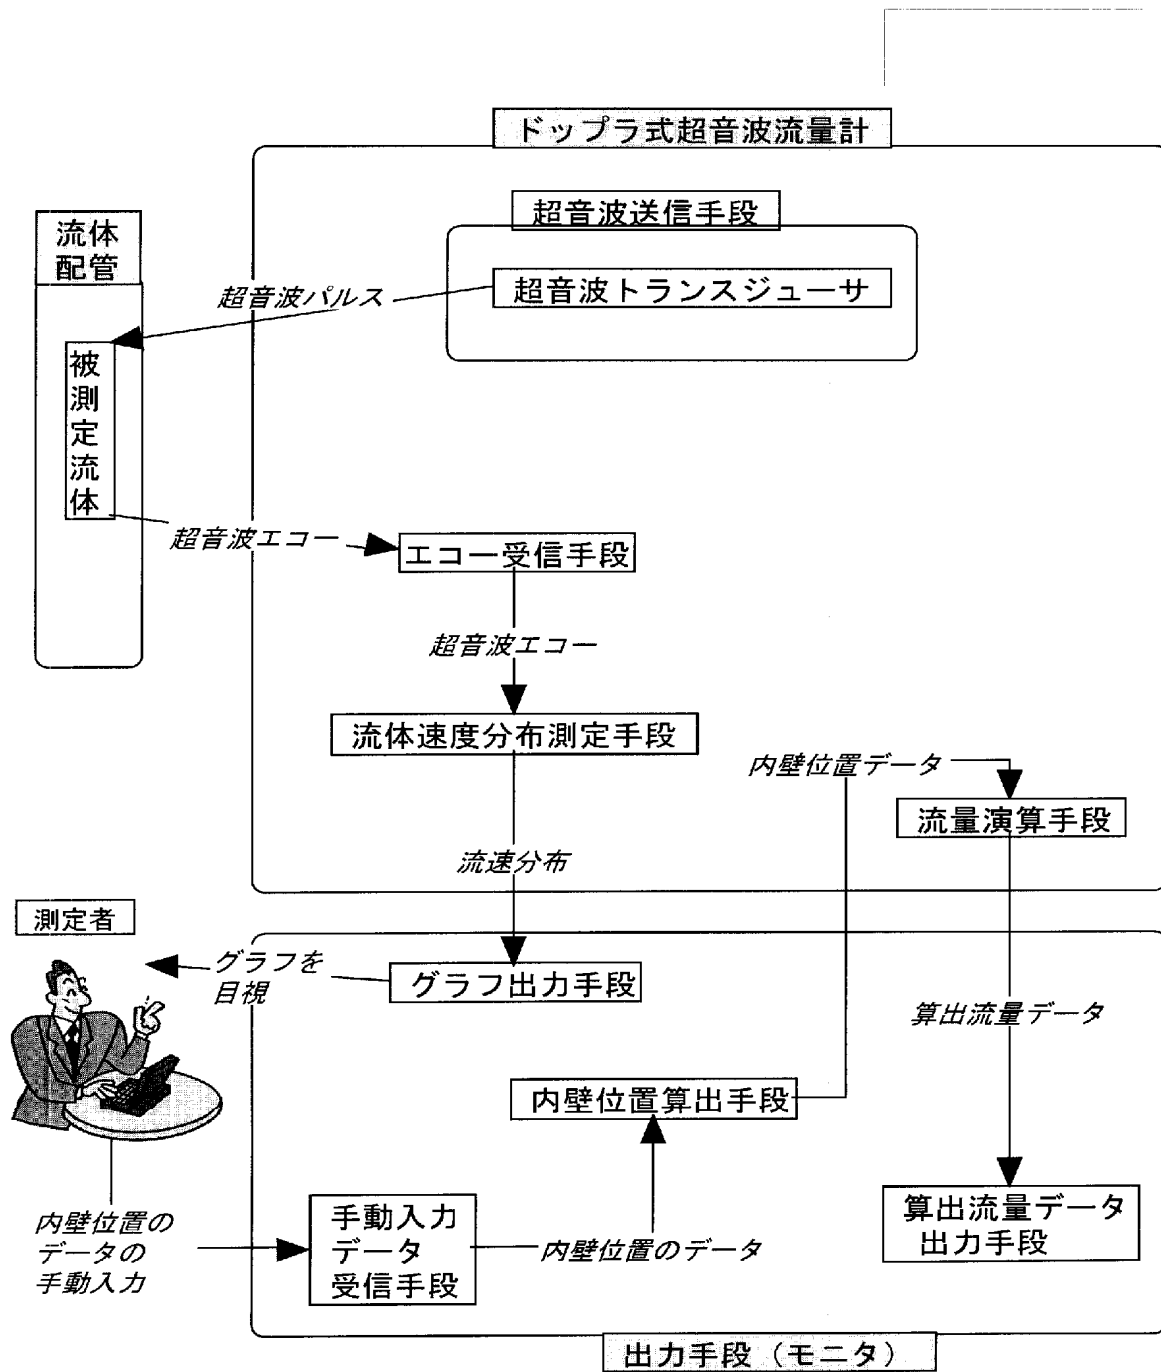 ドップラ式超音波流量計
超音波送信手段
流体
配管
超音波トランスジューサ
超音波パルス
被測定流体
超音波エコー
エコー受信手段
超音波エコー
流体速度分布測定手段
内壁位置データ
流量演算手段
流速分布
測定者
グラフを
目視
グラフ出力手段
算出流量データ
内壁位置算出手段
内壁位置の
データの
手動入力
手動入力
データ
受信手段
内壁位置のデータ
算出流量データ
出力手段
出力手段（モニタ）